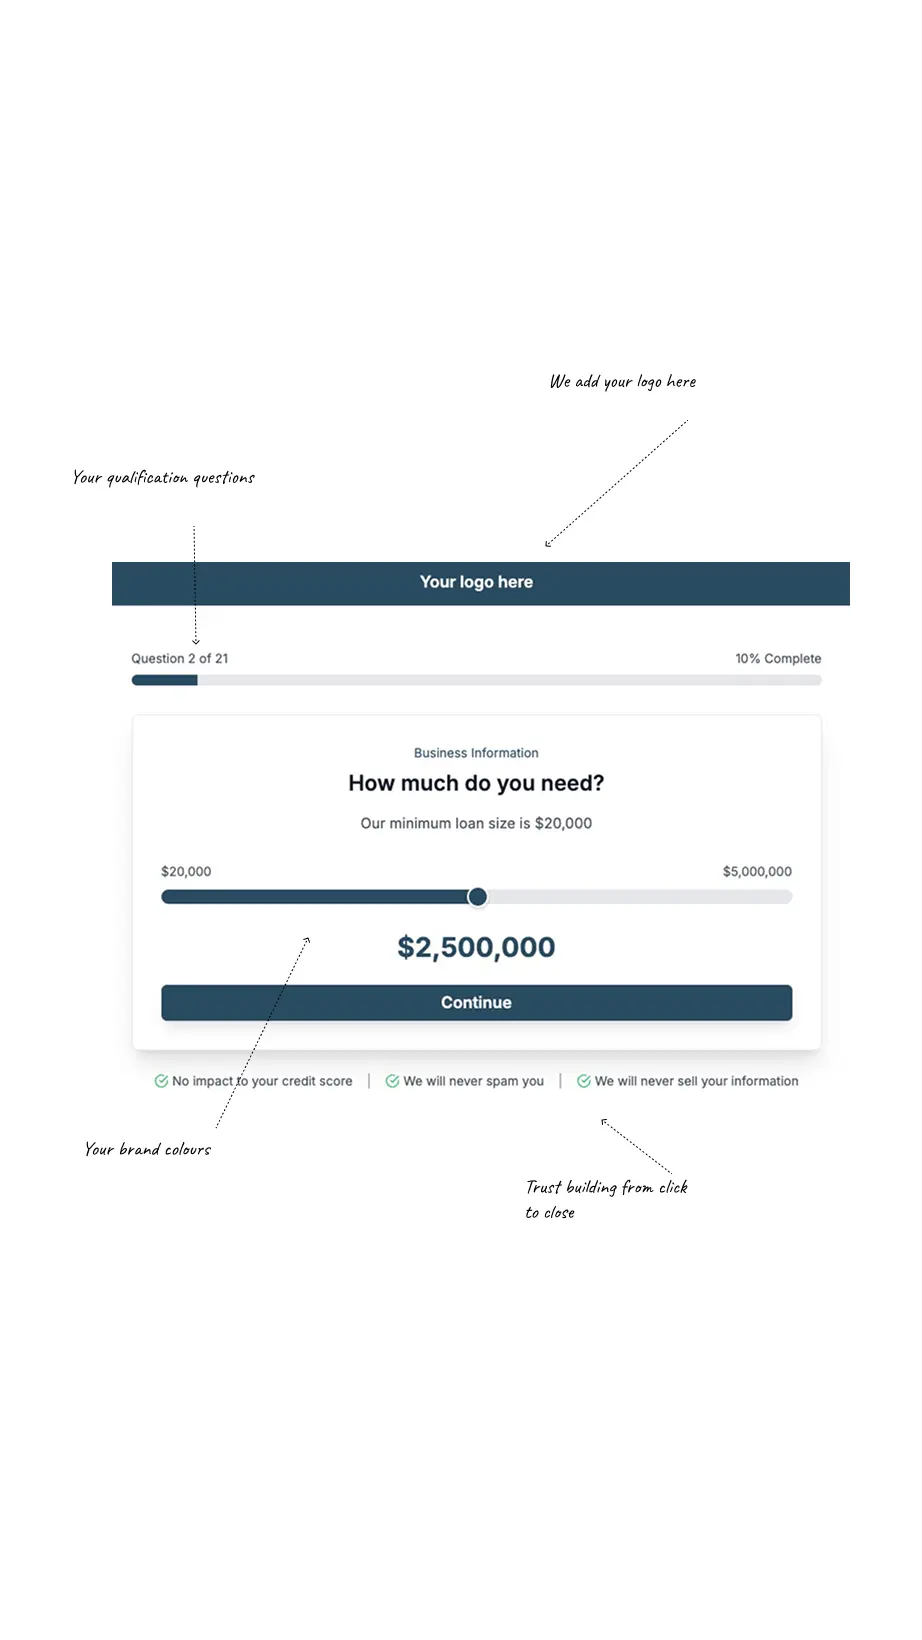 We add your logo here
Your qualification questions
Your logo here
Question 2 of 21
10% Complete
Business Information
How much do you need?
Our minimum loan size is $20,000
$20,000
$5,000,000
$2,500,000
Continue
No impact to your credit score | We will never spam you | We will never sell your information
Your brand colours
Trust building from click
to close